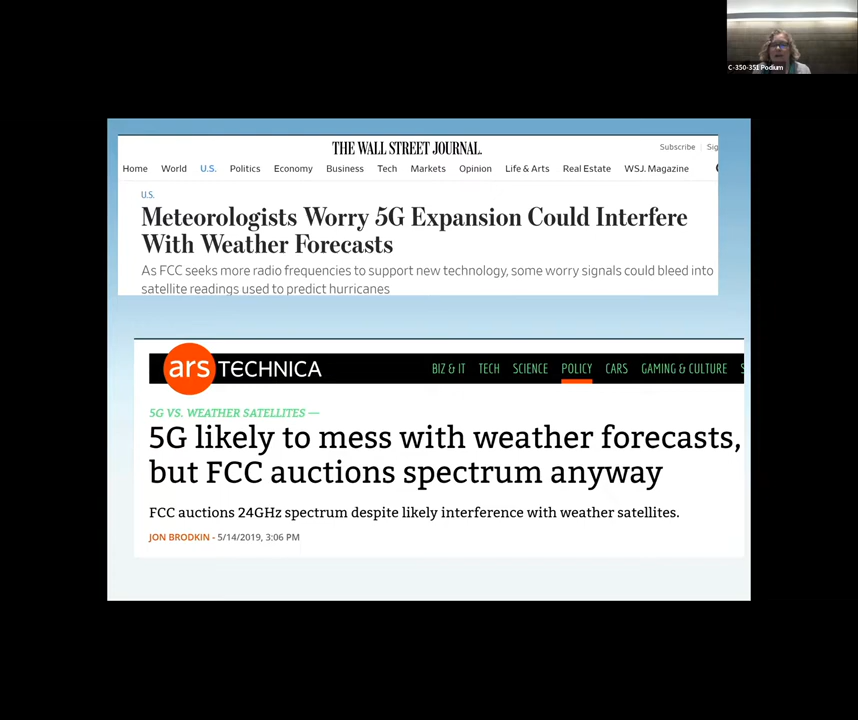 C-350-351 Podium
THE WALL STREET JOURNAL.
Subscribe | Sig
Home World U.S. Politics Economy Business Tech Markets Opinion Life & Arts Real Estate WSJ. Magazine
U.S.
Meteorologists Worry 5G Expansion Could Interfere
With Weather Forecasts
As FCC seeks more radio frequencies to support new technology, some worry signals could bleed into
satellite readings used to predict hurricanes
ars TECHNICA
BIZ & IT TECH SCIENCE POLICY CARS GAMING & CULTURE S
5G VS. WEATHER SATELLITES —
5G likely to mess with weather forecasts,
but FCC auctions spectrum anyway
FCC auctions 24GHz spectrum despite likely interference with weather satellites.
JON BRODKIN - 5/14/2019, 3:06 PM